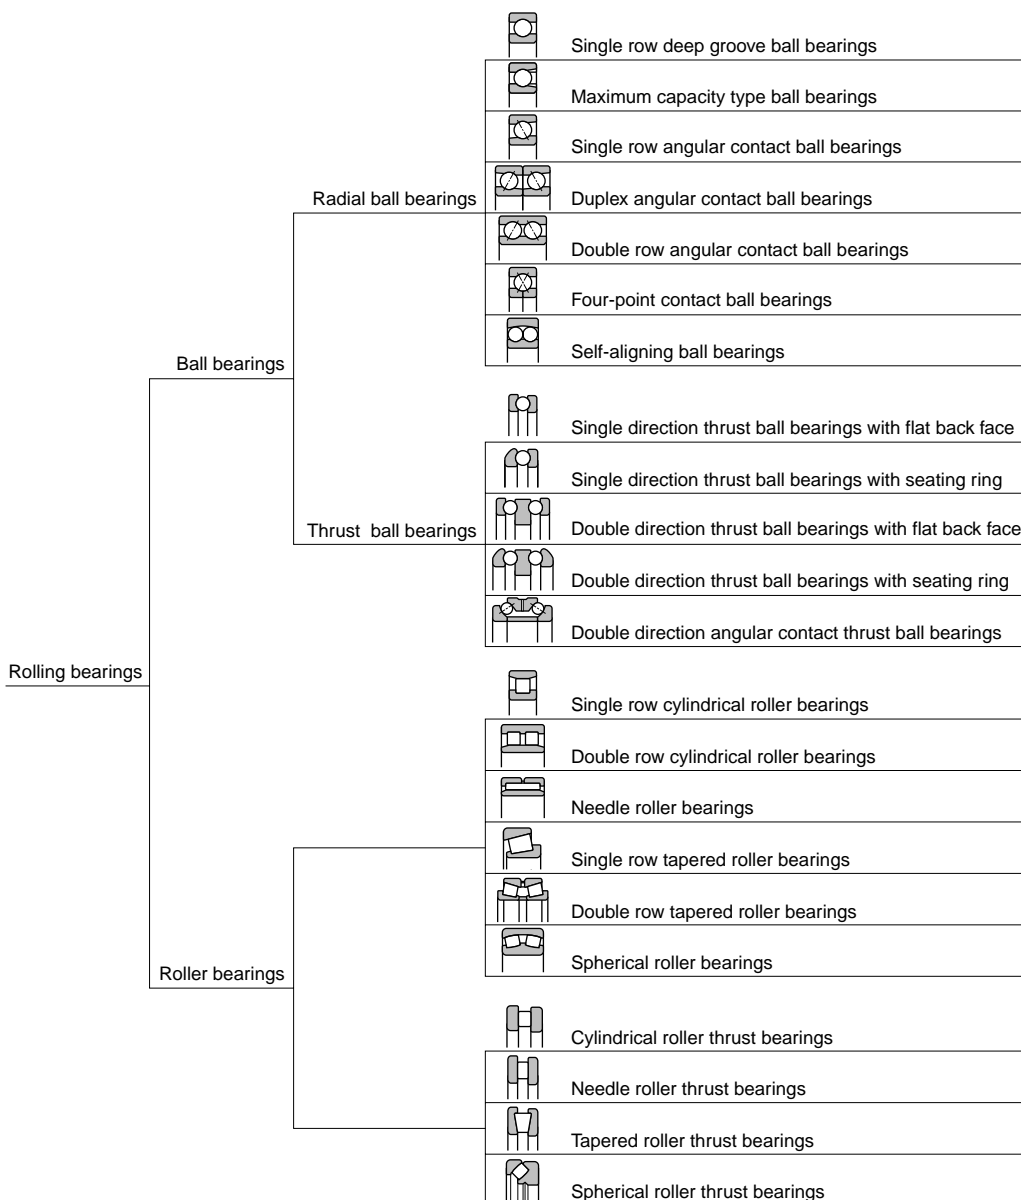 Single row deep groove ball bearings
Maximum capacity type ball bearings
Single row angular contact ball bearings
Radial ball bearings
Duplex angular contact ball bearings
Double row angular contact ball bearings
Four-point contact ball bearings
Self-aligning ball bearings
Ball bearings
Single direction thrust ball bearings with flat back face
Single direction thrust ball bearings with seating ring
Thrust ball bearings
Double direction thrust ball bearings with flat back face
Double direction thrust ball bearings with seating ring
Double direction angular contact thrust ball bearings
Rolling bearings
Single row cylindrical roller bearings
Double row cylindrical roller bearings
Needle roller bearings
Single row tapered roller bearings
Double row tapered roller bearings
Spherical roller bearings
Roller bearings
Cylindrical roller thrust bearings
Needle roller thrust bearings
Tapered roller thrust bearings
Spherical roller thrust bearings